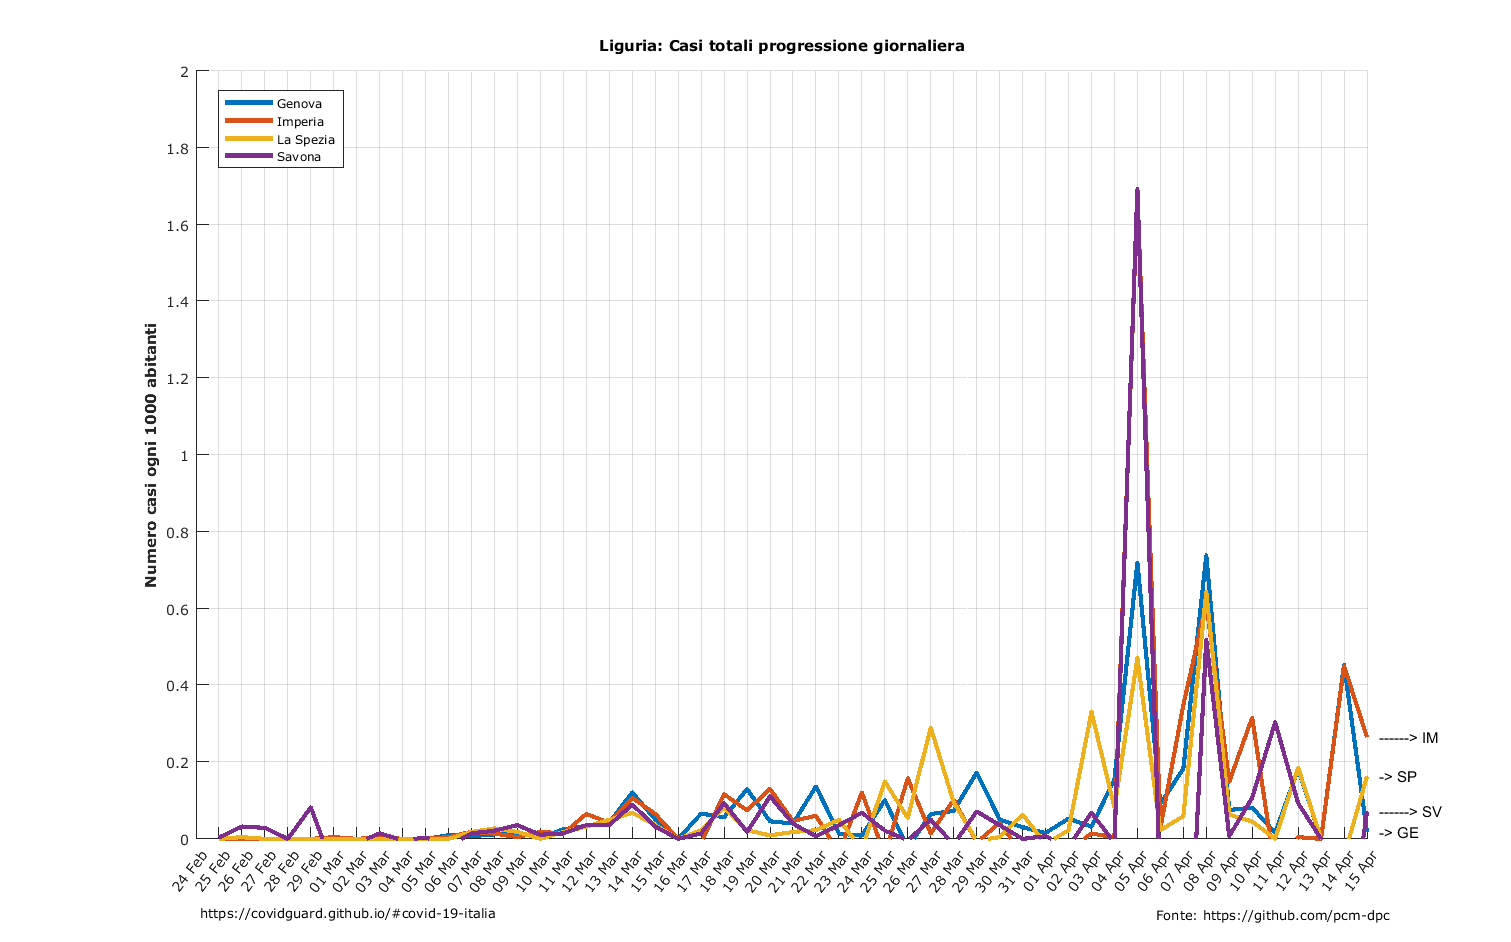 Liguria: Casi totali progressione giornaliera
Numero casi ogni 1000 abitanti
2
1.8
1.6
1.4
1.2
1
0.8
0.6
0.4
0.2
0
Genova
Imperia
La Spezia
Savona
------> IM
-> SP
------> SV
-> GE
24 Feb
25 Feb
26 Feb
27 Feb
28 Feb
29 Feb
01 Mar
02 Mar
03 Mar
04 Mar
05 Mar
06 Mar
07 Mar
08 Mar
09 Mar
10 Mar
11 Mar
12 Mar
13 Mar
14 Mar
15 Mar
16 Mar
17 Mar
18 Mar
19 Mar
20 Mar
21 Mar
22 Mar
23 Mar
24 Mar
25 Mar
26 Mar
27 Mar
28 Mar
29 Mar
30 Mar
31 Mar
01 Apr
02 Apr
03 Apr
04 Apr
05 Apr
06 Apr
07 Apr
08 Apr
09 Apr
10 Apr
11 Apr
12 Apr
13 Apr
14 Apr
15 Apr
https://covidguard.github.io/#covid-19-italia
Fonte: https://github.com/pcm-dpc